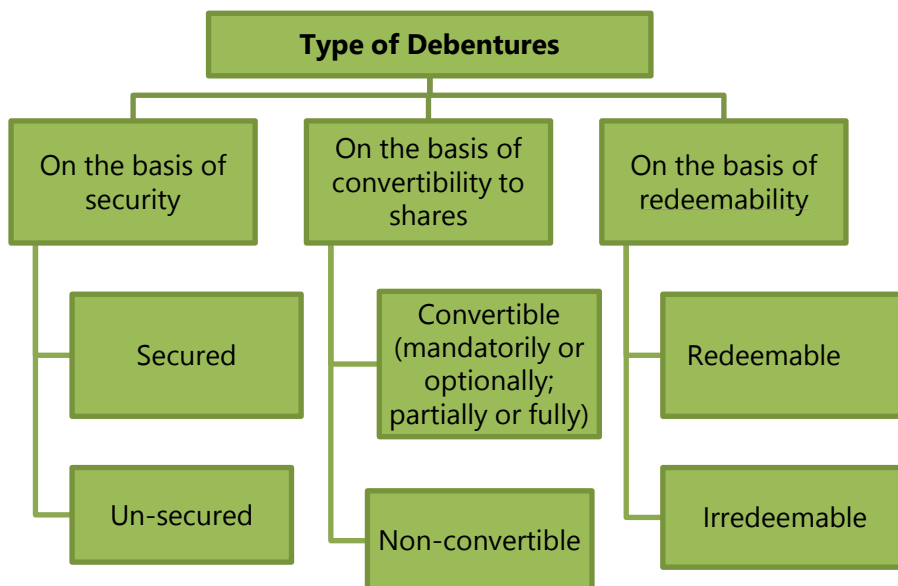 Type of Debentures
On the basis of
security
Secured
Un-secured
On the basis of
convertibility to
shares
Convertible
(mandatorily or
optionally;
partially or fully)
Non-convertible
On the basis of
redeemability
Redeemable
Irredeemable